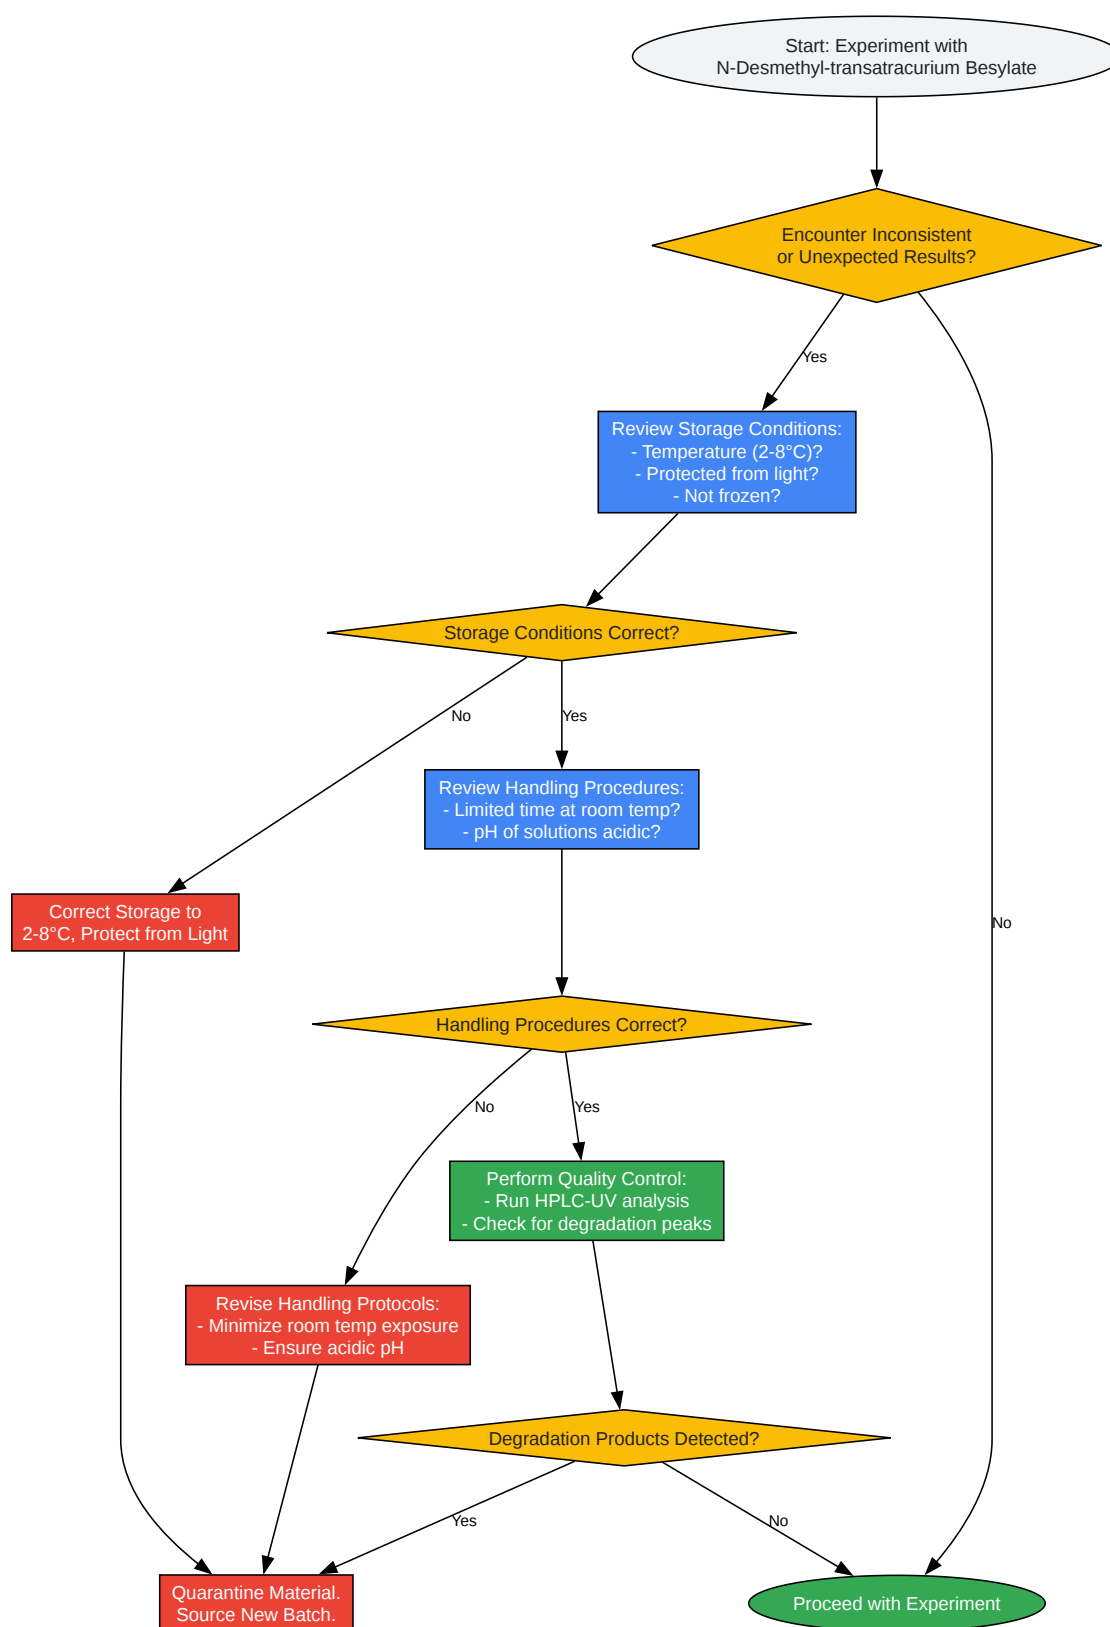 Start: Experiment with
N-Desmethyl-transatracurium Besylate
Encounter Inconsistent
or Unexpected Results?
Yes
Review Storage Conditions:
- Temperature (2-8°C)?
- Protected from light?
- Not frozen?
Storage Conditions Correct?
No
Yes
Review Handling Procedures:
- Limited time at room temp?
- pH of solutions acidic?
Correct Storage to
2-8°C, Protect from Light
No
Handling Procedures Correct?
No
Yes
Perform Quality Control:
- Run HPLC-UV analysis
- Check for degradation peaks
Revise Handling Protocols:
- Minimize room temp exposure
- Ensure acidic pH
Degradation Products Detected?
Yes
No
Quarantine Material.
Source New Batch.
Proceed with Experiment